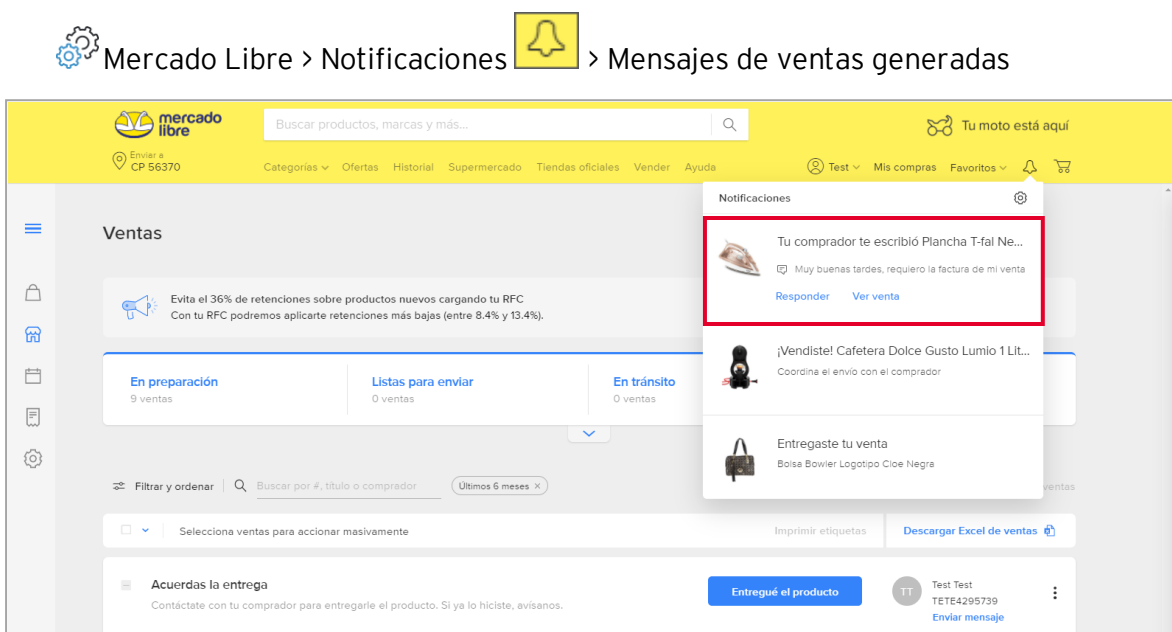 Mercado Libre > Notificaciones > Mensajes de ventas generadas
mercado
libre
Buscar productos, marcas y más...
Tu moto está aquí
Enviar a
CP 56370
Categorías Ofertas Historial Supermercado Tiendas oficiales Vender Ayuda
Test Mis compras Favoritos
Notificaciones
Tu comprador te escribió Plancha T-fal Ne...
Muy buenas tardes, requiero la factura de mi venta
Responder Ver venta
¡Vendiste! Cafetera Dolce Gusto Lumio 1 Lit...
Coordina el envío con el comprador
Entregaste tu venta
Bolsa Bowler Logotipo Cloe Negra
Ventas
Evita el 36% de retenciones sobre productos nuevos cargando tu RFC
Con tu RFC podremos aplicarte retenciones más bajas (entre 8.4% y 13.4%).
En preparación
9 ventas
Listas para enviar
0 ventas
En tránsito
0 ventas
Filtrar y ordenar
Buscar por #, título o comprador
Últimos 6 meses ×
ventas
Selecciona ventas para accionar masivamente
Imprimir etiquetas
Descargar Excel de ventas
Acuerdas la entrega
Contáctate con tu comprador para entregarle el producto. Si ya lo hiciste, avísanos.
Entregué el producto
TT
Test Test
TETE4295739
Enviar mensaje